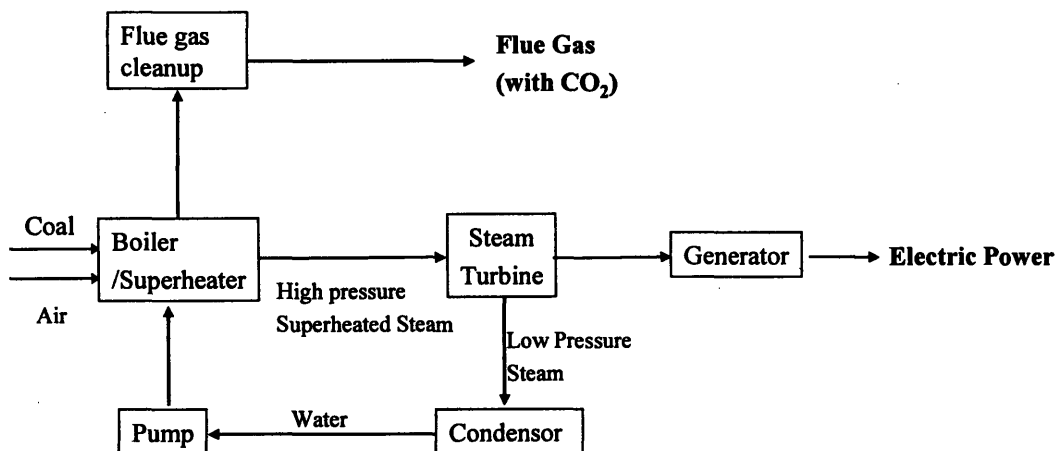 Flue gas
cleanup
Flue Gas
(with CO₂)
Coal
Air
Boiler
/Superheater
High pressure
Superheated Steam
Steam
Turbine
Generator
Electric Power
Low Pressure
Steam
Pump
Water
Condensor